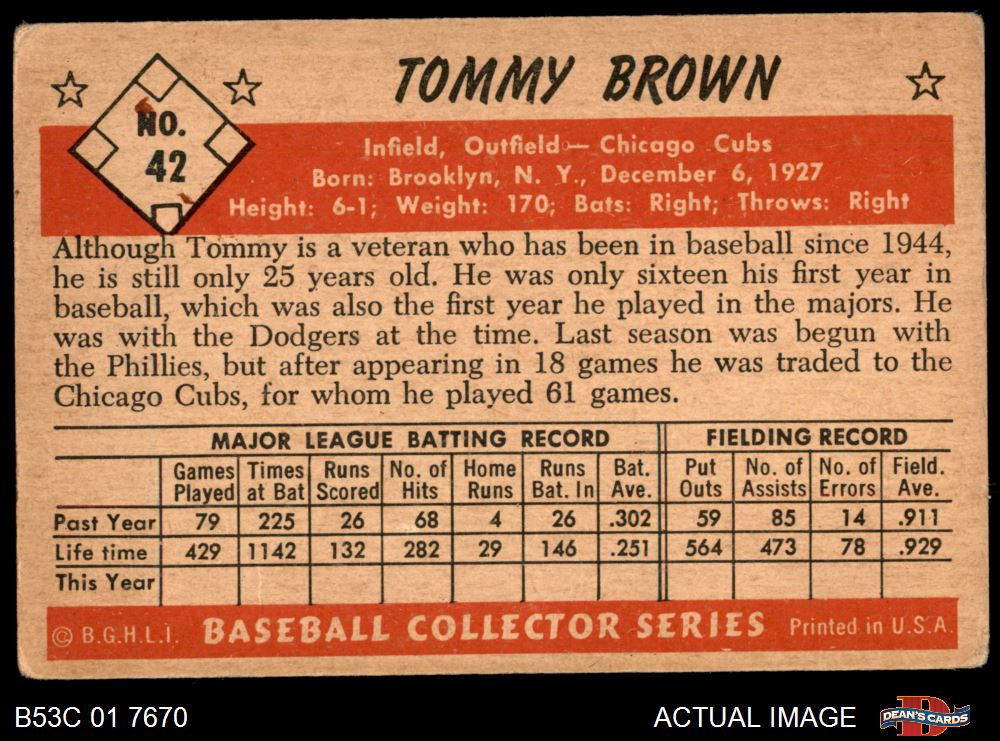 TOMMY BROWN
NO.
42
Infield, Outfield — Chicago Cubs
Born: Brooklyn, N. Y., December 6, 1927
Height: 6-1; Weight: 170; Bats: Right; Throws: Right
Although Tommy is a veteran who has been in baseball since 1944,
he is still only 25 years old. He was only sixteen his first year in
baseball, which was also the first year he played in the majors. He
was with the Dodgers at the time. Last season was begun with
the Phillies, but after appearing in 18 games he was traded to the
Chicago Cubs, for whom he played 61 games.
MAJOR LEAGUE BATTING RECORD FIELDING RECORD
Games Times Runs No. of Home Runs Bat. Put No. of No. of Field.
Played at Bat Scored Hits Runs Bat. In Ave. Outs Assists Errors Ave.
Past Year 79 225 26 68 4 26 .302 59 85 14 .911
Life time 429 1142 132 282 29 146 .251 564 473 78 .929
This Year
© B.G.H.L.I. BASEBALL COLLECTOR SERIES Printed in U.S.A.
B53C 01 7670 ACTUAL IMAGE DEAN'S CARDS